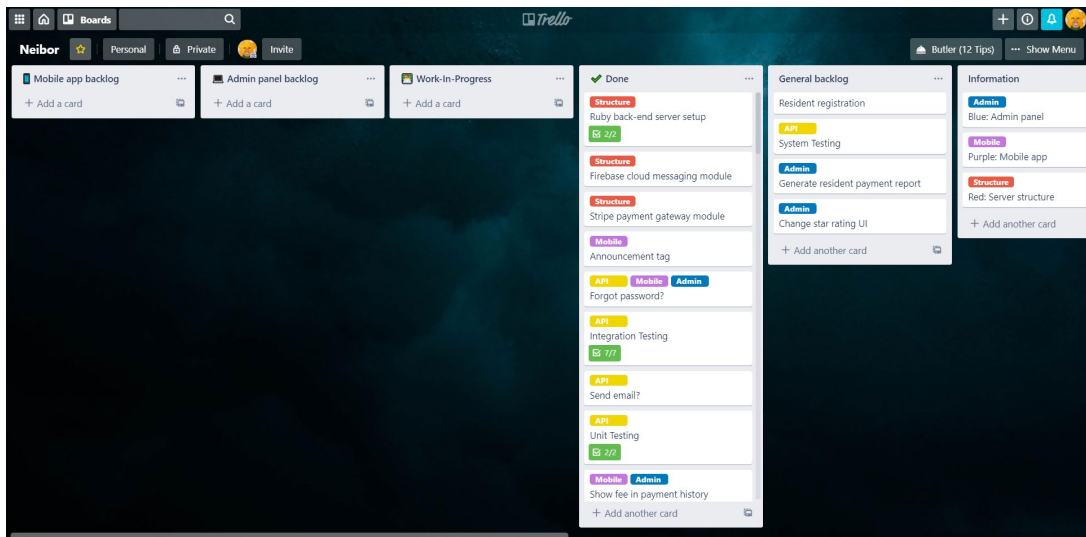 Boards
Trello
Neibor
Personal
Private
Invite
Butler (12 Tips)
Show Menu
Mobile app backlog
+ Add a card
Admin panel backlog
+ Add a card
Work-In-Progress
+ Add a card
Done
Structure
Ruby back-end server setup
2/2
Structure
Firebase cloud messaging module
Structure
Stripe payment gateway module
Mobile
Announcement tag
API Mobile Admin
Forgot password?
API
Integration Testing
7/7
API
Send email?
API
Unit Testing
2/2
Mobile Admin
Show fee in payment history
+ Add another card
General backlog
Resident registration
API
System Testing
Admin
Generate resident payment report
Admin
Change star rating UI
+ Add another card
Information
Admin
Blue: Admin panel
Mobile
Purple: Mobile app
Structure
Red: Server structure
+ Add another card